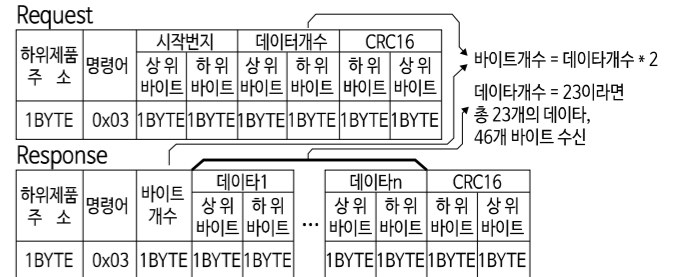 Request
하위제품 주 소 명령어 시작번지 데이터개수 CRC16
상 위 바이트 하 위 바이트 상 위 바이트 하 위 바이트 하 위 바이트 상 위 바이트
1BYTE 0x03 1BYTE 1BYTE 1BYTE 1BYTE 1BYTE 1BYTE
바이트개수 = 데이타개수 * 2
데이타개수 = 23이라면
총 23개의 데이타,
46개 바이트 수신
Response
하위제품 주 소 명령어 바이트 개수 데이타1 ... 데이타n CRC16
상 위 바이트 하 위 바이트 상 위 바이트 하 위 바이트 하 위 바이트 상 위 바이트
1BYTE 0x03 1BYTE 1BYTE 1BYTE 1BYTE 1BYTE 1BYTE 1BYTE